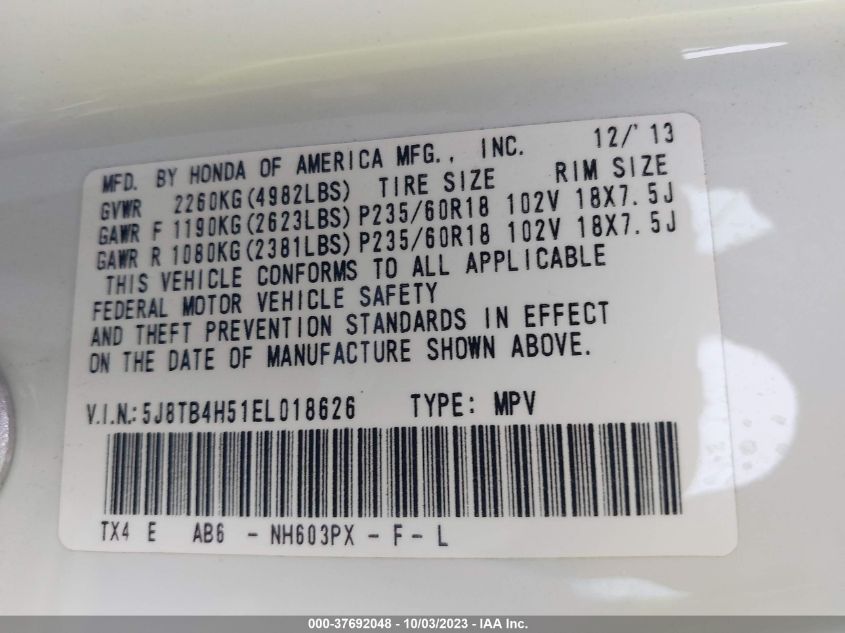 MFD. BY HONDA OF AMERICA MFG., INC. 12/'13
GVWR 2260KG(4982LBS) TIRE SIZE RIM SIZE
GAWR F 1190KG(2623LBS) P235/60R18 102V 18X7.5J
GAWR R 1080KG(2381LBS) P235/60R18 102V 18X7.5J
THIS VEHICLE CONFORMS TO ALL APPLICABLE
FEDERAL MOTOR VEHICLE SAFETY
AND THEFT PREVENTION STANDARDS IN EFFECT
ON THE DATE OF MANUFACTURE SHOWN ABOVE.
V.I.N.: 5J8TB4H51EL018626 TYPE: MPV
TX4 E AB6 - NH603PX - F - L
000-37692048 - 10/03/2023 - IAA Inc.